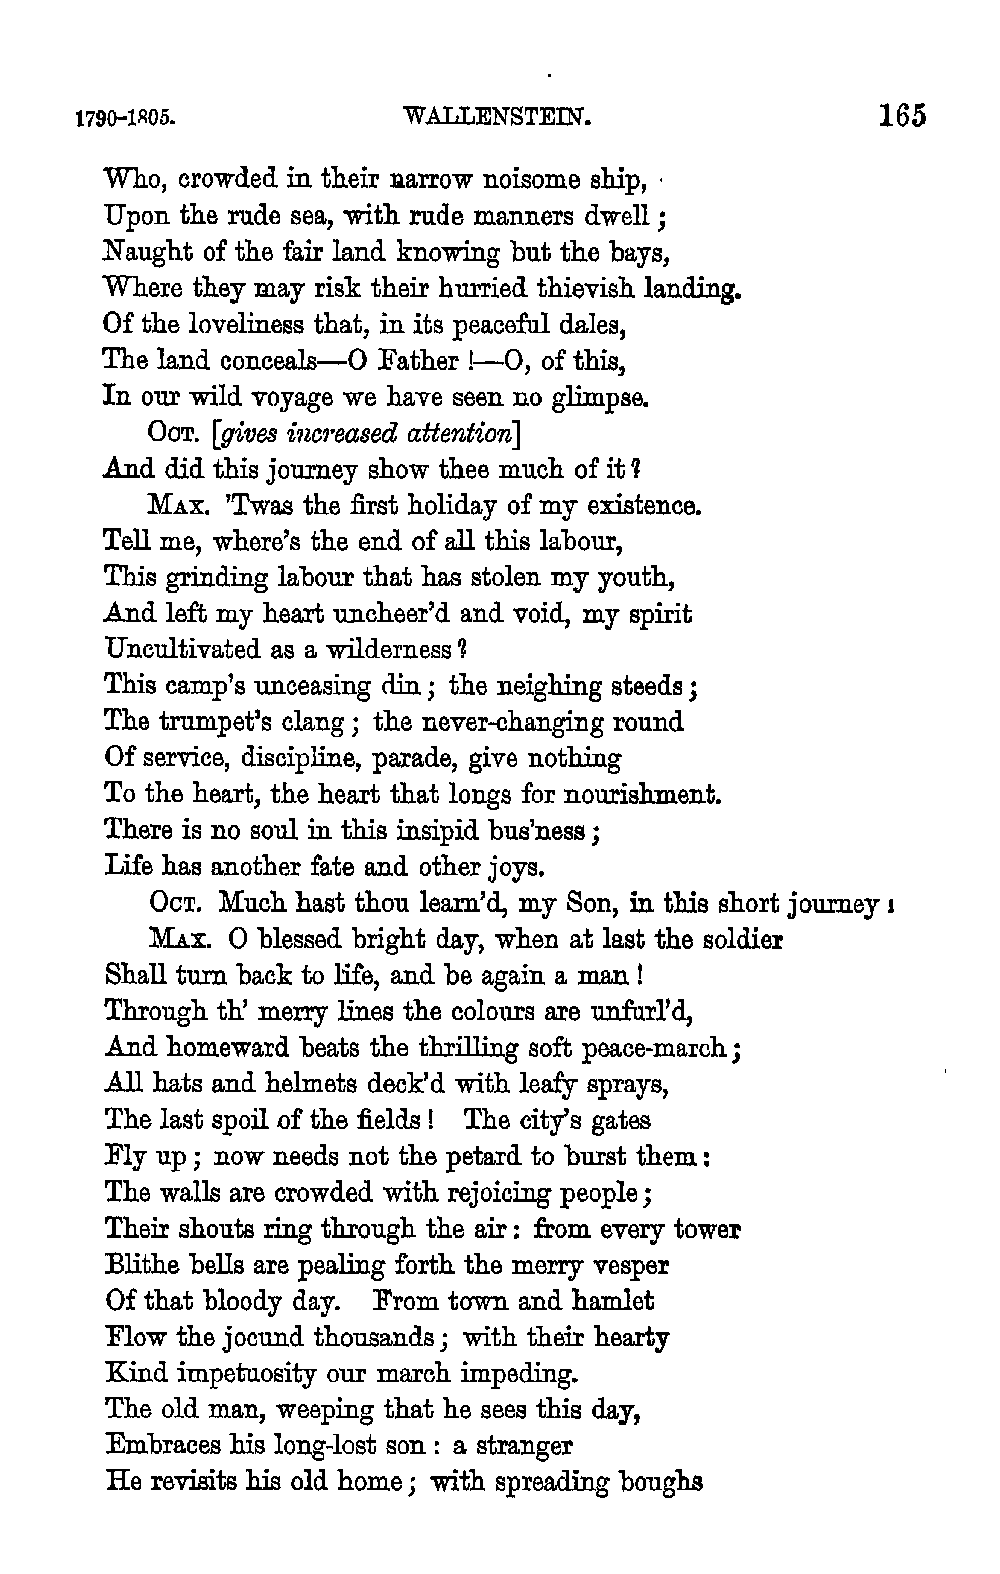 1790-1805. WALLENSTEIN. 165
Who, crowded in their narrow noisome ship,
Upon the rude sea, with rude manners dwell;
Naught of the fair land knowing but the bays,
Where they may risk their hurried thievish landing.
Of the loveliness that, in its peaceful dales,
The land conceals—O Father!—O, of this,
In our wild voyage we have seen no glimpse.
OCT. [gives increased attention]
And did this journey show thee much of it?
MAX. 'Twas the first holiday of my existence.
Tell me, where's the end of all this labour,
This grinding labour that has stolen my youth,
And left my heart uncheer'd and void, my spirit
Uncultivated as a wilderness?
This camp's unceasing din; the neighing steeds;
The trumpet's clang; the never-changing round
Of service, discipline, parade, give nothing
To the heart, the heart that longs for nourishment.
There is no soul in this insipid bus'ness;
Life has another fate and other joys.
OCT. Much hast thou learn'd, my Son, in this short journey!
MAX. O blessed bright day, when at last the soldier
Shall turn back to life, and be again a man!
Through th' merry lines the colours are unfurl'd,
And homeward beats the thrilling soft peace-march;
All hats and helmets deck'd with leafy sprays,
The last spoil of the fields! The city's gates
Fly up; now needs not the petard to burst them:
The walls are crowded with rejoicing people;
Their shouts ring through the air: from every tower
Blithe bells are pealing forth the merry vesper
Of that bloody day. From town and hamlet
Flow the jocund thousands; with their hearty
Kind impetuosity our march impeding.
The old man, weeping that he sees this day,
Embraces his long-lost son: a stranger
He revisits his old home; with spreading boughs